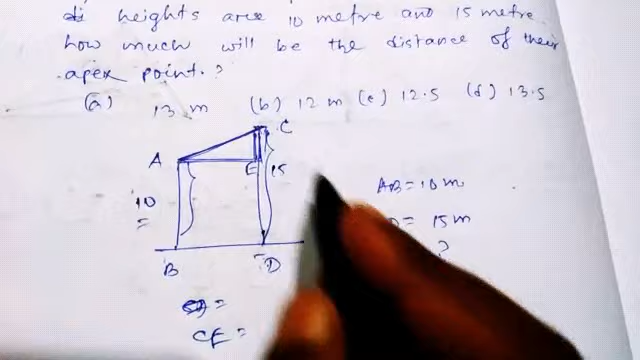 heights are 10 metre and 15 metre
how much will be the distance of their
apex point.?
(a) 13 m (b) 12 m (c) 12.5 (d) 13.5
C
A E 15
AB = 10 m
10
= 15 m
=
?
B D
=
CE =